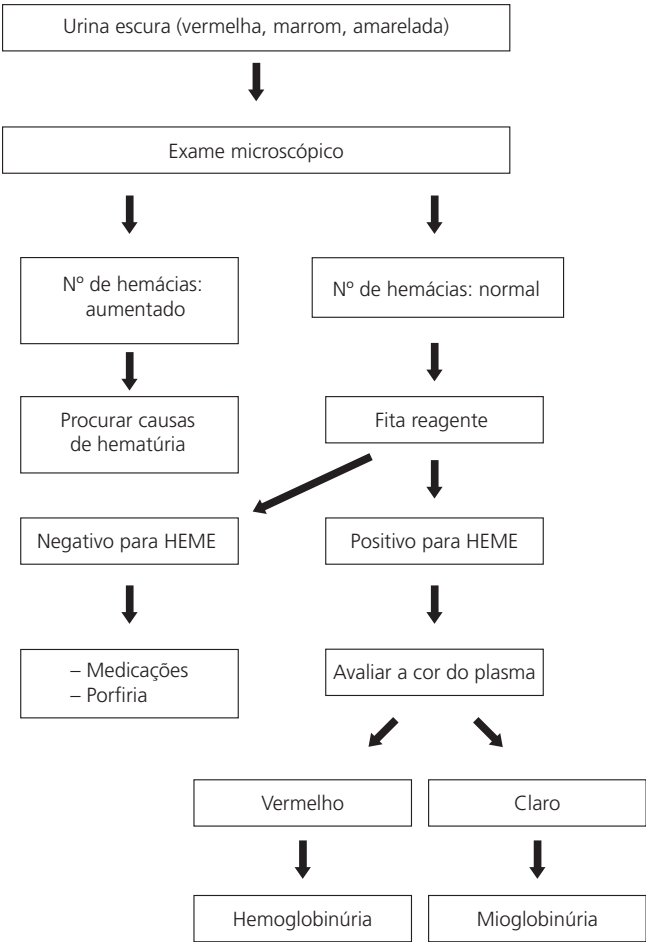 Urina escura (vermelha, marrom, amarelada)
Exame microscópico
Nº de hemácias:
aumentado
Nº de hemácias: normal
Procurar causas
de hematúria
Fita reagente
Negativo para HEME
Positivo para HEME
– Medicações
– Porfiria
Avaliar a cor do plasma
Vermelho
Claro
Hemoglobinúria
Mioglobinúria